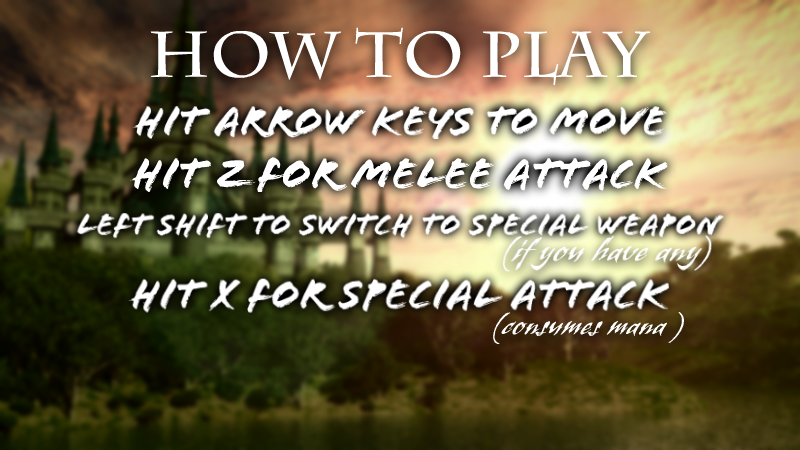 HOW TO PLAY
HIT ARROW KEYS TO MOVE
HIT Z FOR MELEE ATTACK
LEFT SHIFT TO SWITCH TO SPECIAL WEAPON
(if you have any)
HIT X FOR SPECIAL ATTACK
(consumes mana )